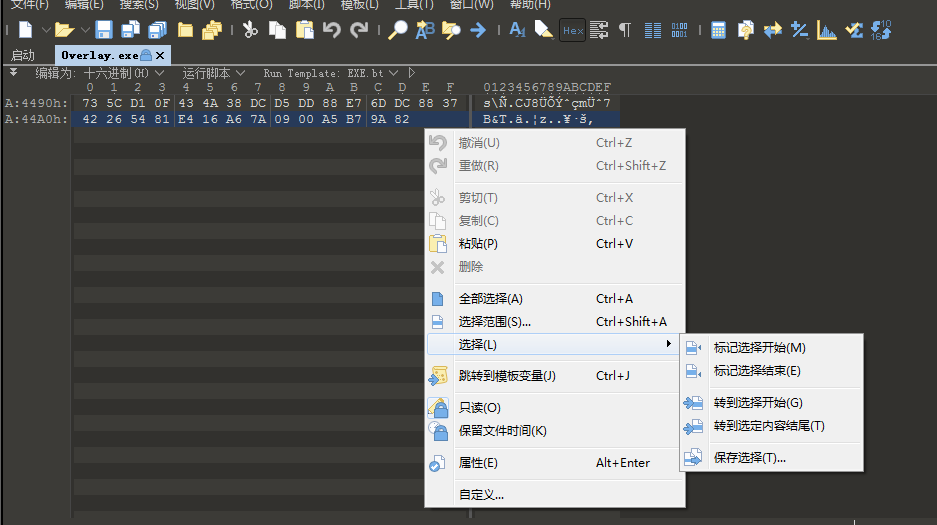 文件(F) 编辑(E) 搜索(S) 视图(V) 格式(O) 脚本(I) 模板(L) 工具(T) 窗口(W) 帮助(H)
Hex
启动 Overlay.exe
编辑为: 十六进制(H) 运行脚本 Run Template: EXE.bt
0 1 2 3 4 5 6 7 8 9 A B C D E F 0123456789ABCDEF
A:4490h: 73 5C D1 0F 43 4A 38 DC D5 DD 88 E7 6D DC 88 37 s\Ñ.CJ8ÜÕÝˆçmÜˆ7
A:44A0h: 42 26 54 81 E4 16 A6 7A 09 00 A5 B7 9A 82 B&T.ä.¦z..¥·š‚
撤消(U) Ctrl+Z
重做(R) Ctrl+Shift+Z
剪切(T) Ctrl+X
复制(C) Ctrl+C
粘贴(P) Ctrl+V
删除
全部选择(A) Ctrl+A
选择范围(S)... Ctrl+Shift+A
选择(L)
跳转到模板变量(J) Ctrl+J
只读(O)
保留文件时间(K)
属性(E) Alt+Enter
自定义...
标记选择开始(M)
标记选择结束(E)
转到选择开始(G)
转到选定内容结尾(T)
保存选择(T)...